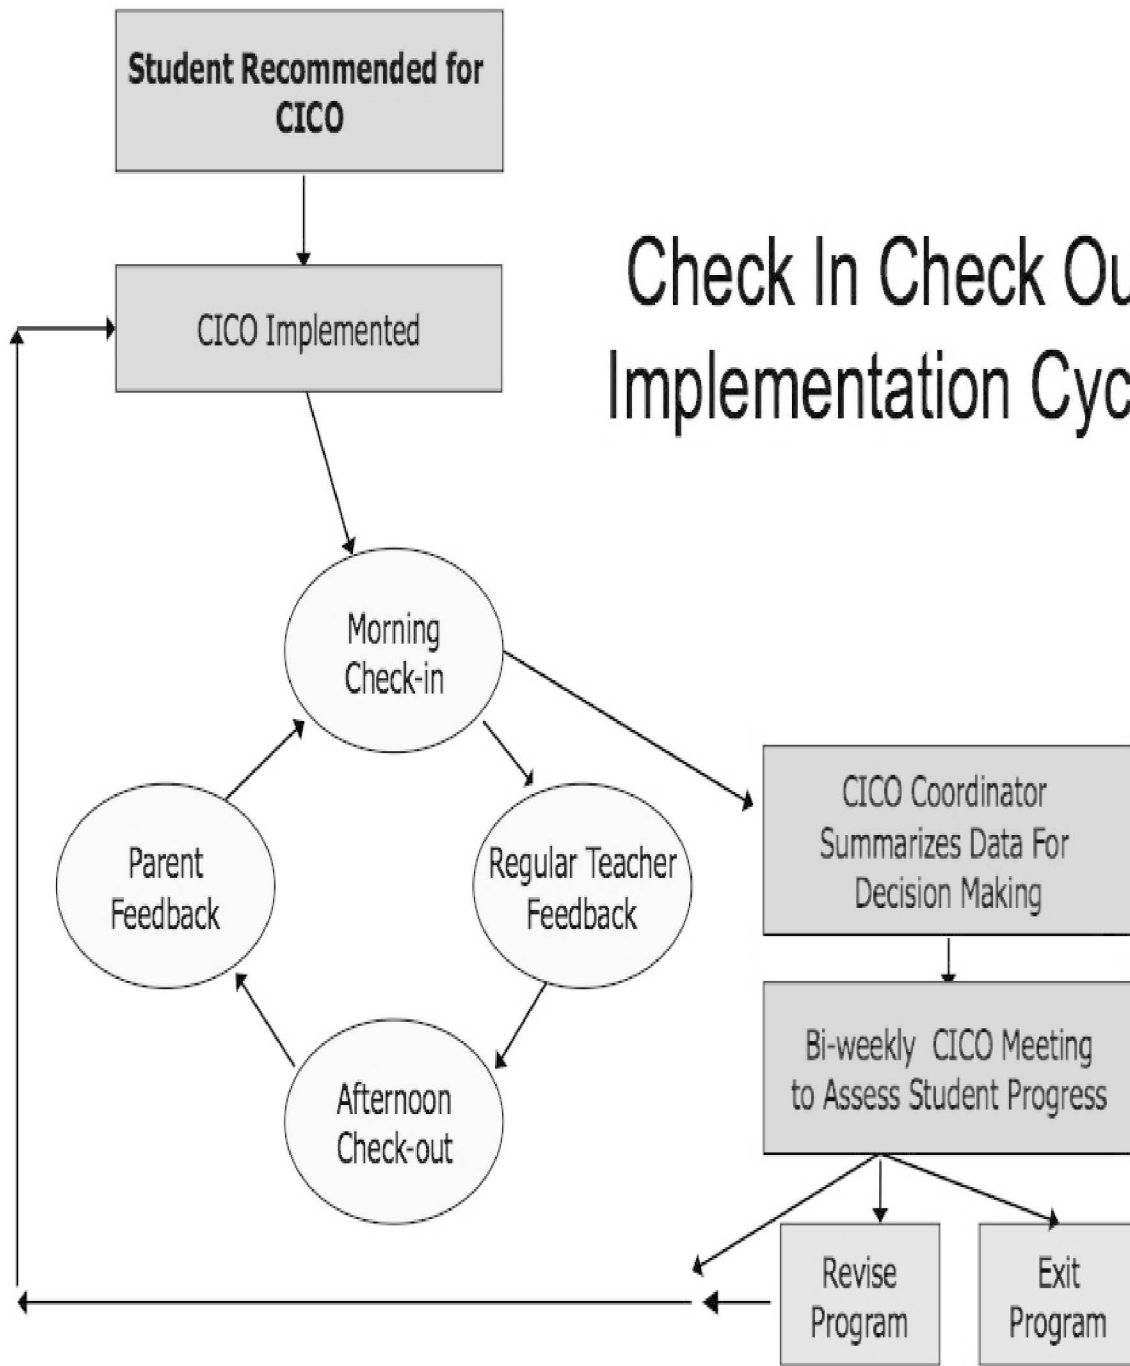 Student Recommended for
CICO
CICO Implemented
Check In Check Ou
Implementation Cyc
Morning
Check-in
Parent
Feedback
Regular Teacher
Feedback
Afternoon
Check-out
CICO Coordinator
Summarizes Data For
Decision Making
Bi-weekly CICO Meeting
to Assess Student Progress
Revise
Program
Exit
Program